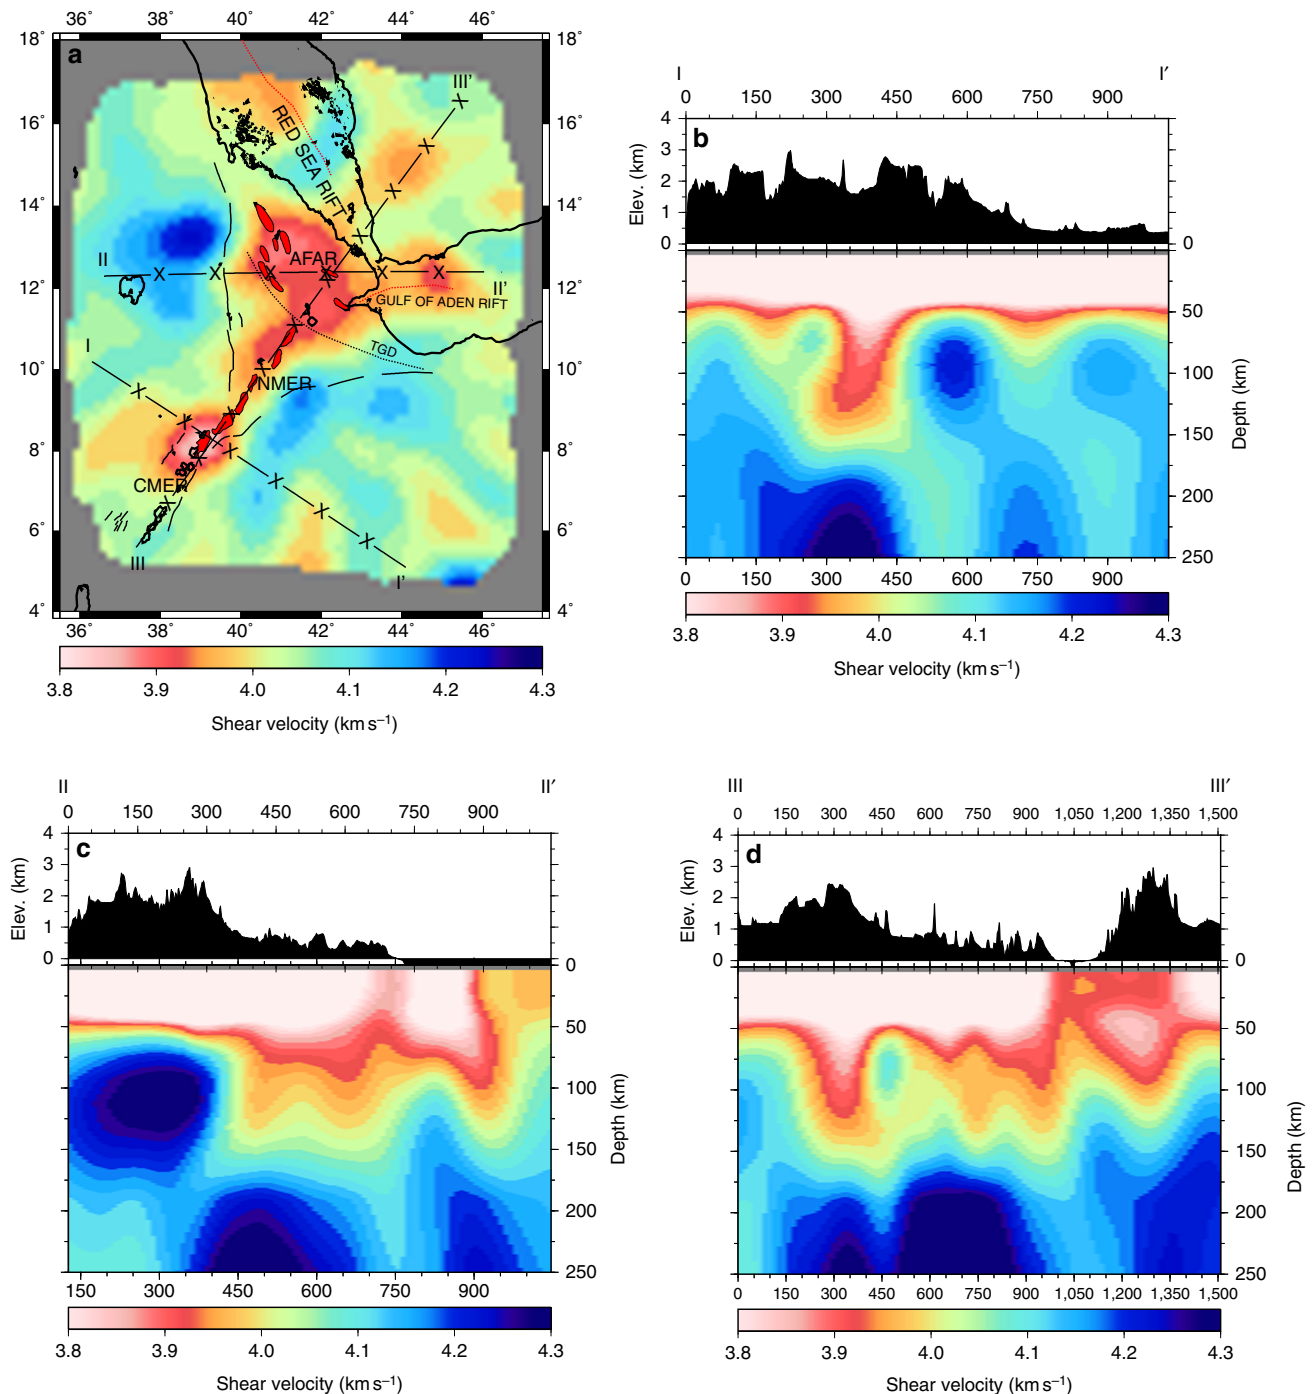 36˚ 38˚ 40˚ 42˚ 44˚ 46˚
18˚ 18˚
a
III′
16˚ 16˚
RED SEA RIFT
14˚ 14˚
AFAR
II
12˚ II′ 12˚
GULF OF ADEN RIFT
TGD
I
10˚ 10˚
NMER
8˚ 8˚
CMER
6˚ 6˚
III
I′
4˚ 4˚
36˚ 38˚ 40˚ 42˚ 44˚ 46˚
3.8 3.9 4.0 4.1 4.2 4.3
Shear velocity (km s–1)
I I′
0 150 300 450 600 750 900
b
4
3
2
1
0 0
Elev. (km)
50
100
150
200
250
Depth (km)
0 150 300 450 600 750 900
3.8 3.9 4.0 4.1 4.2 4.3
Shear velocity (km s–1)
II II′
0 150 300 450 600 750 900
c
4
3
2
1
0 0
Elev. (km)
50
100
150
200
250
Depth (km)
150 300 450 600 750 900
3.8 3.9 4.0 4.1 4.2 4.3
Shear velocity (km s–1)
III III′
0 150 300 450 600 750 900 1,050 1,200 1,350 1,500
d
4
3
2
1
0 0
Elev. (km)
50
100
150
200
250
Depth (km)
0 150 300 450 600 750 900 1,050 1,200 1,350 1,500
3.8 3.9 4.0 4.1 4.2 4.3
Shear velocity (km s–1)